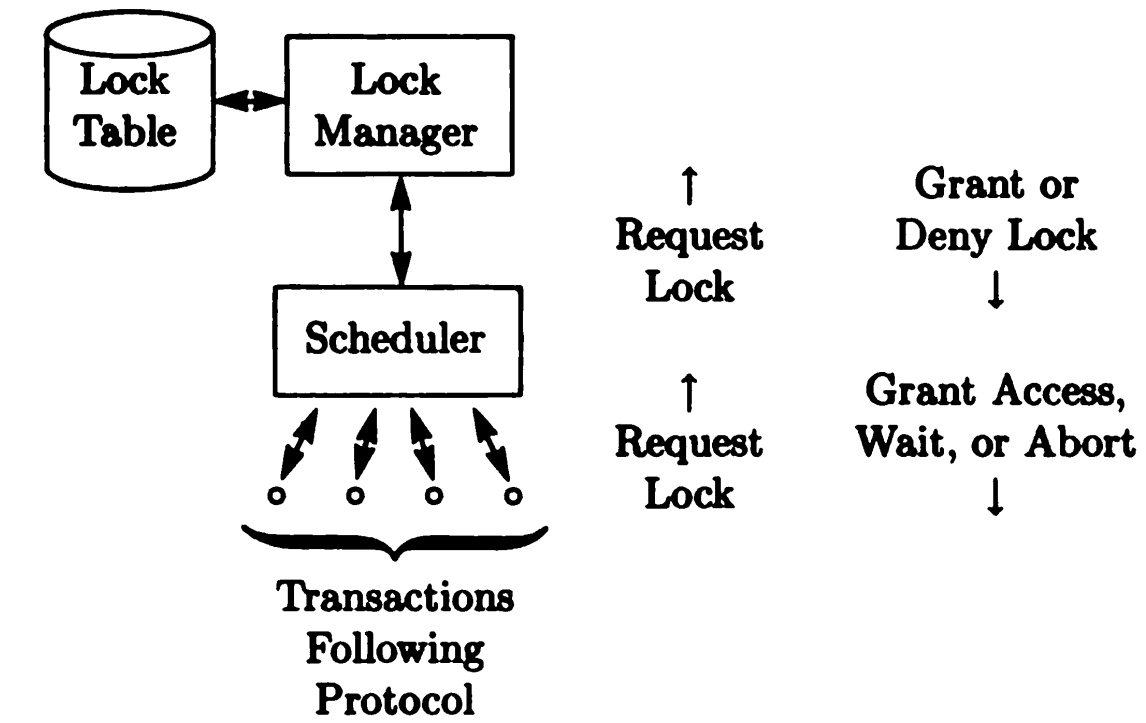 Lock
Table
Lock
Manager
↑
Request
Lock
Grant or
Deny Lock
↓
Scheduler
↑
Request
Lock
Grant Access,
Wait, or Abort
↓
Transactions
Following
Protocol